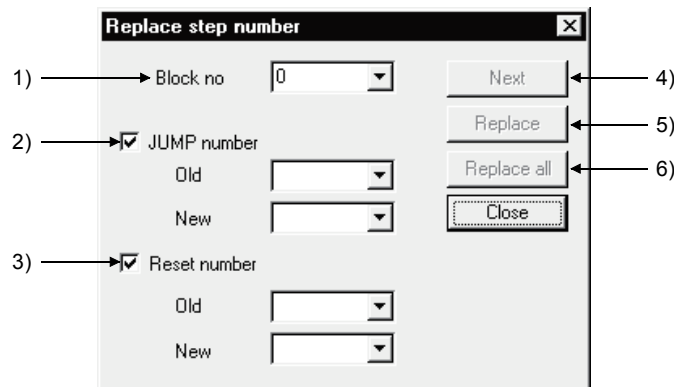 Replace step number
1) Block no 0 Next 4)
Replace 5)
2) JUMP number
Old Replace all 6)
New Close
3) Reset number
Old
New